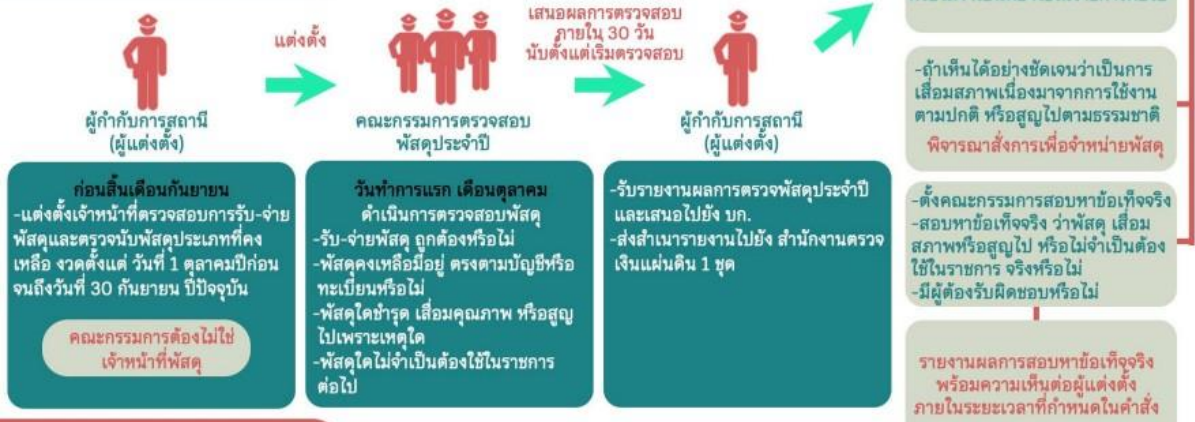 แต่งตั้ง
เสนอผลการตรวจสอบ
ภายใน 30 วัน
นับตั้งแต่เริ่มตรวจสอบ
ผู้กำกับการสถานี
(ผู้แต่งตั้ง)
คณะกรรมการตรวจสอบ
พัสดุประจำปี
ผู้กำกับการสถานี
(ผู้แต่งตั้ง)
ก่อนสิ้นเดือนกันยายน
-แต่งตั้งเจ้าหน้าที่ตรวจสอบการรับ-จ่าย
พัสดุและตรวจนับพัสดุประเภทที่คง
เหลือ งวดตั้งแต่ วันที่ 1 ตุลาคมปีก่อน
จนถึงวันที่ 30 กันยายน ปีปัจจุบัน
คณะกรรมการต้องไม่ใช่
เจ้าหน้าที่พัสดุ
วันทำการแรก เดือนตุลาคม
ดำเนินการตรวจสอบพัสดุ
-รับ-จ่ายพัสดุ ถูกต้องหรือไม่
-พัสดุคงเหลือมีอยู่ ตรงตามบัญชีหรือ
ทะเบียนหรือไม่
-พัสดุใดชำรุด เสื่อมคุณภาพ หรือสูญ
ไปเพราะเหตุใด
-พัสดุใดไม่จำเป็นต้องใช้ในราชการ
ต่อไป
-รับรายงานผลการตรวจพัสดุประจำปี
และเสนอไปยัง บก.
-ส่งสำเนารายงานไปยัง สำนักงานตรวจ
เงินแผ่นดิน 1 ชุด
-ถ้าเห็นได้อย่างชัดเจนว่าเป็นการ
เสื่อมสภาพเนื่องมาจากการใช้งาน
ตามปกติ หรือสูญไปตามธรรมชาติ
พิจารณาสั่งการเพื่อจำหน่ายพัสดุ
-ตั้งคณะกรรมการสอบหาข้อเท็จจริง
-สอบหาข้อเท็จจริง ว่าพัสดุ เสื่อม
สภาพหรือสูญไป หรือไม่จำเป็นต้อง
ใช้ในราชการ จริงหรือไม่
-มีผู้ต้องรับผิดชอบหรือไม่
รายงานผลการสอบหาข้อเท็จจริง
พร้อมความเห็นต่อผู้แต่งตั้ง
ภายในระยะเวลาที่กำหนดในคำสั่ง